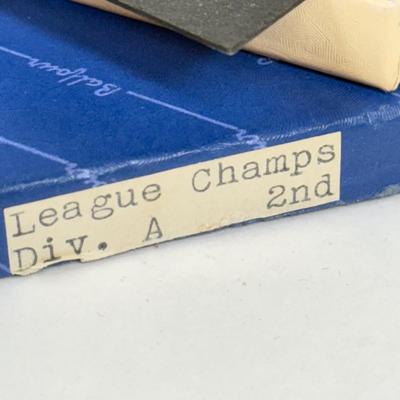 Balfour
League Champs
Div. A 2nd